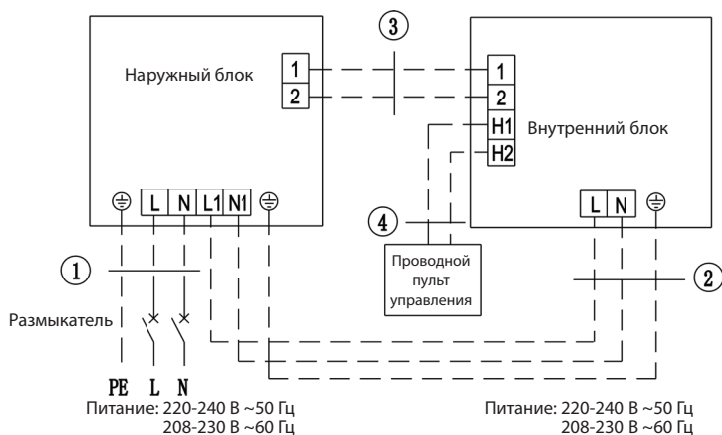 ③
Наружный блок
1
2
1
2
H1
H2
Внутренний блок
L N L1 N1
L N
④
Проводной
пульт
управления
①
②
Размыкатель
PE L N
Питание: 220-240 В ~50 Гц
208-230 В ~60 Гц
Питание: 220-240 В ~50 Гц
208-230 В ~60 Гц